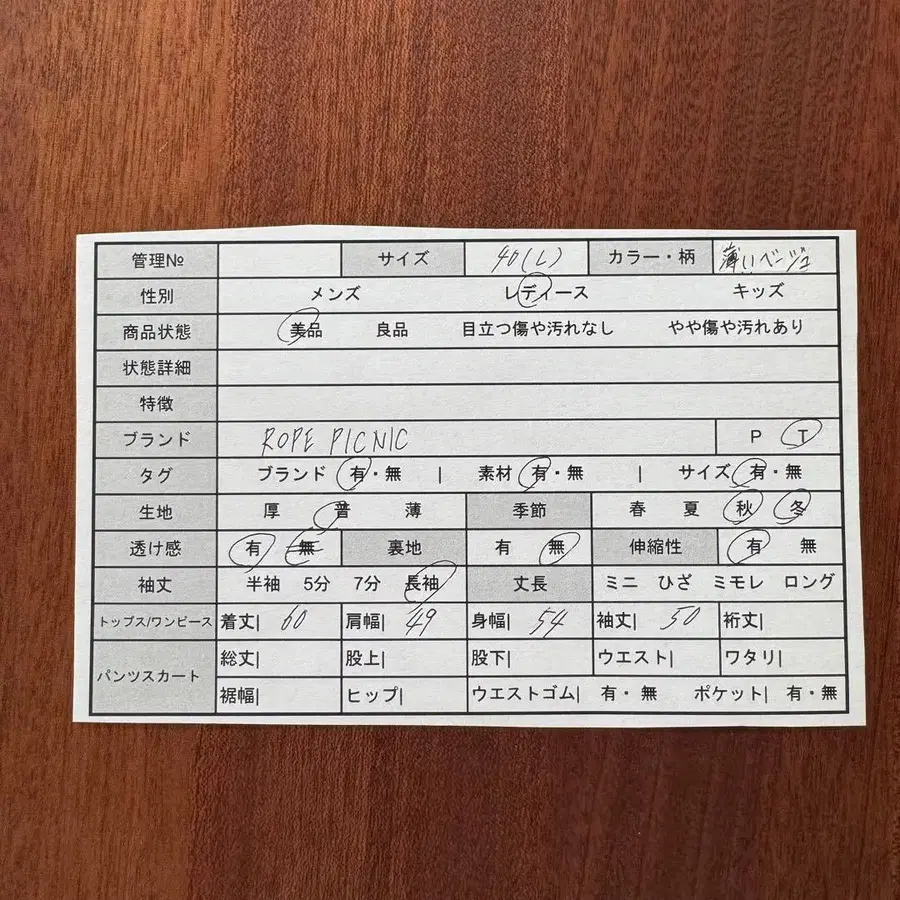 管理№ サイズ 40(L) カラー・柄 薄いベージュ
性別 メンズ レディース キッズ
商品状態 美品 良品 目立つ傷や汚れなし やや傷や汚れあり
状態詳細
特徴
ブランド ROPE PICNIC P T
タグ ブランド 有・無 | 素材 有・無 | サイズ 有・無
生地 厚 普 薄 季節 春 夏 秋 冬
透け感 有 無 裏地 有 無 伸縮性 有 無
袖丈 半袖 5分 7分 長袖 丈長 ミニ ひざ ミモレ ロング
トップス/ワンピース 着丈| 60 肩幅| 49 身幅| 54 袖丈| 50 裄丈|
パンツスカート 総丈| 股上| 股下| ウエスト| ワタリ|
裾幅| ヒップ| ウエストゴム| 有・無 ポケット| 有・無